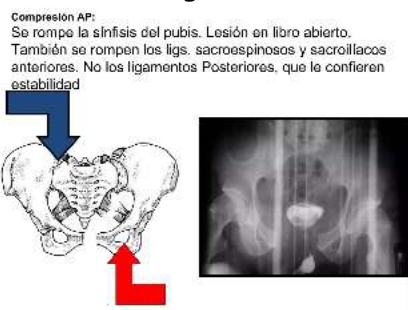 Compresión AP:
Se rompe la sínfisis del pubis. Lesión en libro abierto.
También se rompen los ligs. sacroespinosos y sacroilíacos
anteriores. No los ligamentos Posteriores, que le confieren
estabilidad